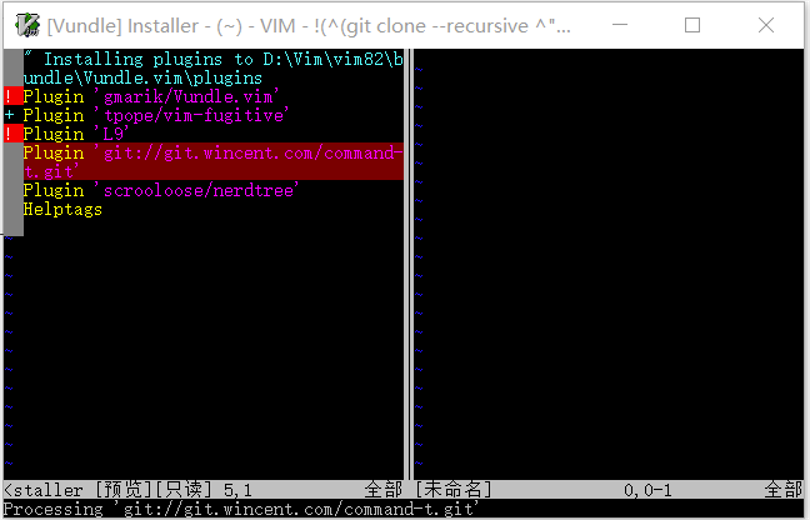 [Vundle] Installer - (~) - VIM - !(^(git clone --recursive ^"...
" Installing plugins to D:\Vim\vim82\b
undle\Vundle.vim\plugins
! Plugin 'gmarik/Vundle.vim'
+ Plugin 'tpope/vim-fugitive'
! Plugin 'L9'
Plugin 'git://git.wincent.com/command-
t.git'
Plugin 'scrooloose/nerdtree'
Helptags
<staller [预览][只读] 5,1 全部 [未命名] 0,0-1 全部
Processing 'git://git.wincent.com/command-t.git'